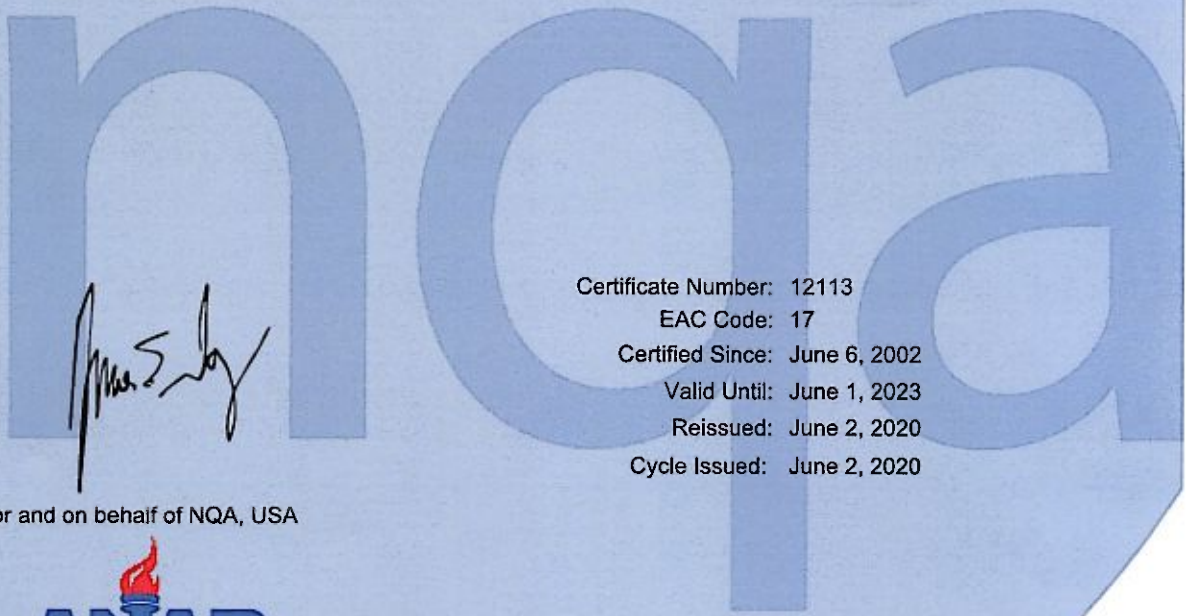 nqa
Certificate Number: 12113
EAC Code: 17
Certified Since: June 6, 2002
Valid Until: June 1, 2023
Reissued: June 2, 2020
Cycle Issued: June 2, 2020
and on behalf of NQA, USA